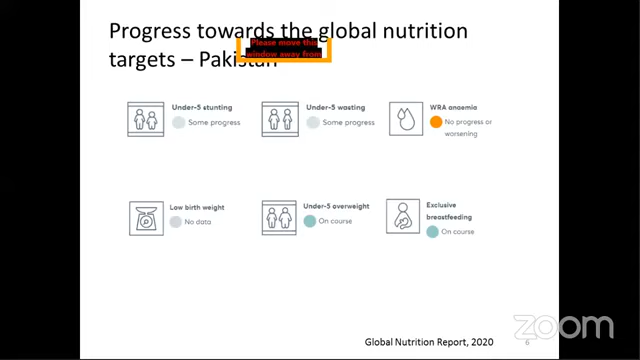 Progress towards the global nutrition
targets – Pakistan
Please move this
window away from
Under-5 stunting
Some progress
Under-5 wasting
Some progress
WRA anaemia
No progress or
worsening
Low birth weight
No data
Under-5 overweight
On course
Exclusive
breastfeeding
On course
Global Nutrition Report, 2020
6
zoom